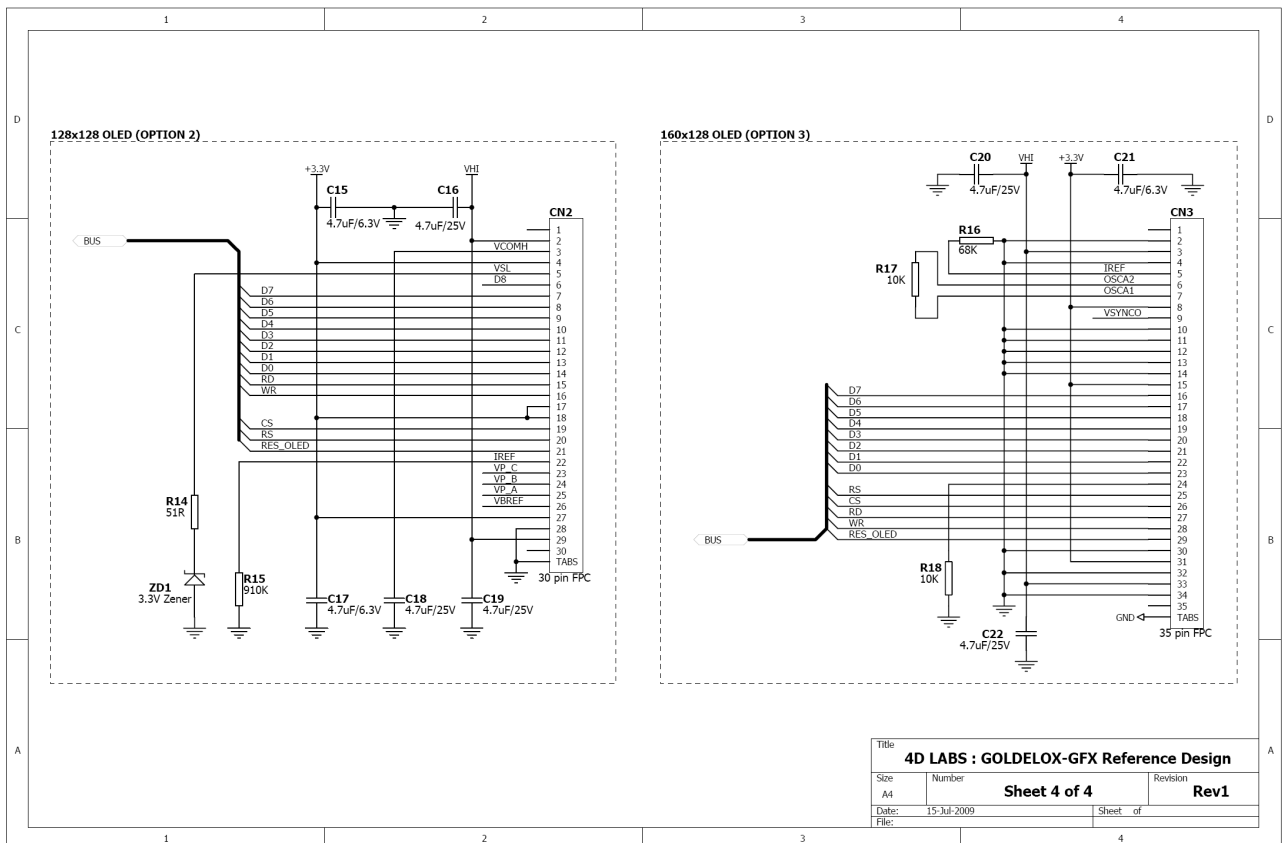 1 2 3 4
D D
C C
B B
A A
128x128 OLED (OPTION 2)
+3.3V
VHI
C15
4.7uF/6.3V
C16
4.7uF/25V
CN2
BUS
VCOMH
VSL
D8
D7
D6
D5
D4
D3
D2
D1
D0
RD
WR
CS
RS
RES_OLED
IREF
VP_C
VP_B
VP_A
VBREF
1
2
3
4
5
6
7
8
9
10
11
12
13
14
15
16
17
18
19
20
21
22
23
24
25
26
27
28
29
30
TABS
30 pin FPC
R14
51R
ZD1
3.3V Zener
R15
910K
C17
4.7uF/6.3V
C18
4.7uF/25V
C19
4.7uF/25V
160x128 OLED (OPTION 3)
C20
4.7uF/25V
VHI
+3.3V
C21
4.7uF/6.3V
CN3
R16
68K
R17
10K
IREF
OSCA2
OSCA1
VSYNCO
D7
D6
D5
D4
D3
D2
D1
D0
RS
CS
RD
WR
RES_OLED
BUS
1
2
3
4
5
6
7
8
9
10
11
12
13
14
15
16
17
18
19
20
21
22
23
24
25
26
27
28
29
30
31
32
33
34
35
TABS
GND
35 pin FPC
R18
10K
C22
4.7uF/25V
Title
4D LABS : GOLDELOX-GFX Reference Design
Size
A4
Number
Sheet 4 of 4
Revision
Rev1
Date: 15-Jul-2009 Sheet of
File:
1 2 3 4